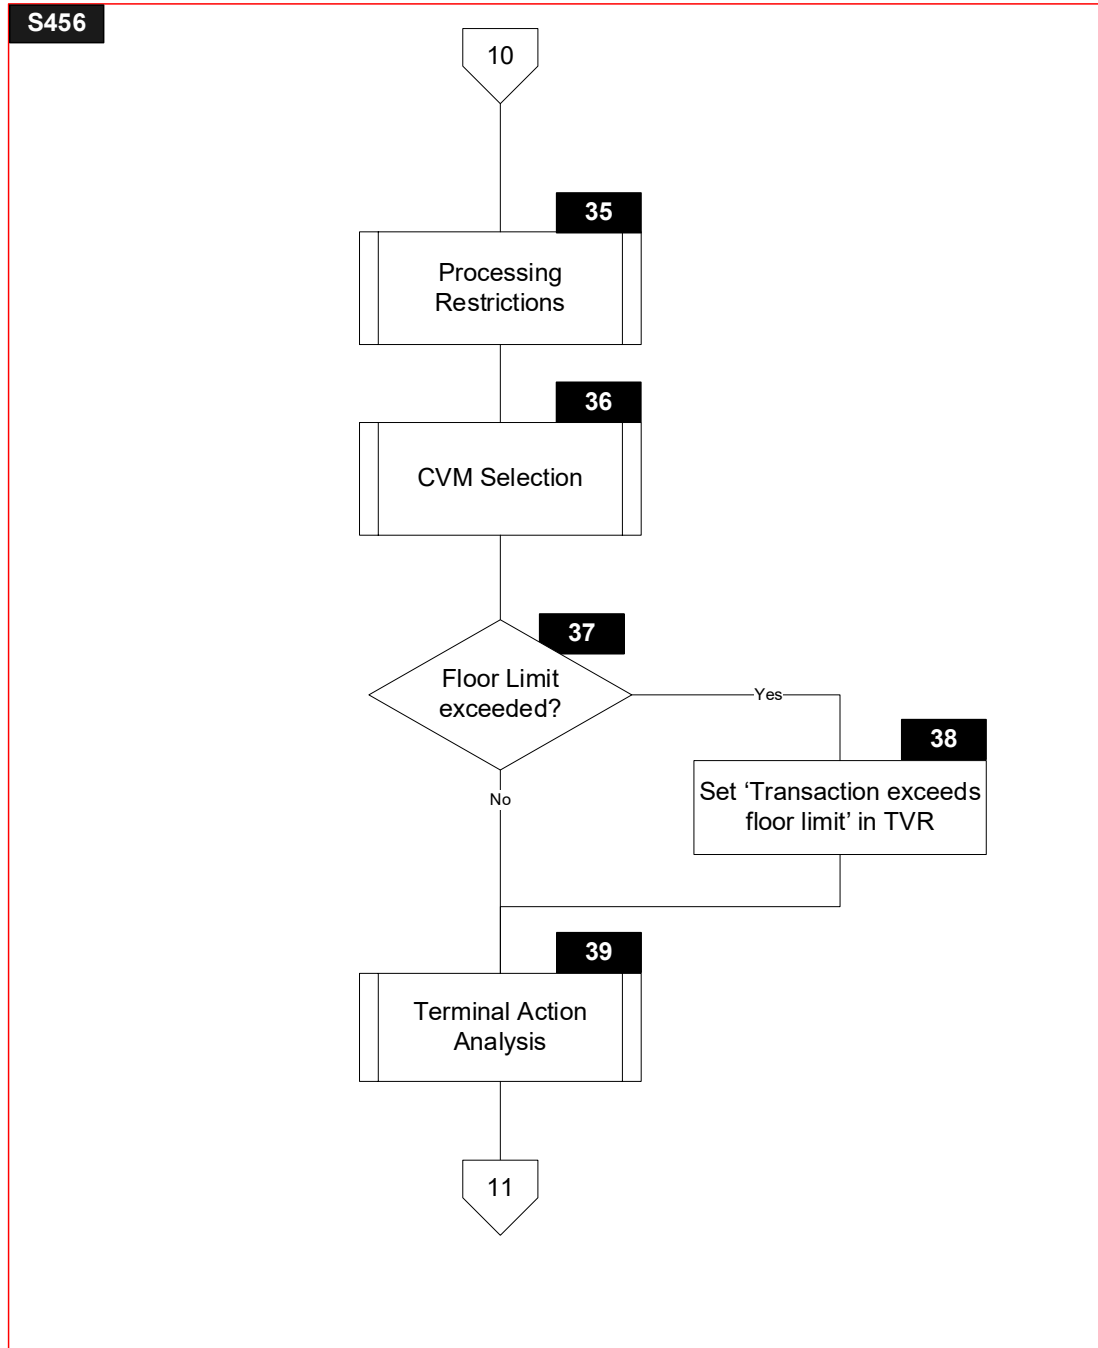 S456
10
35
Processing
Restrictions
36
CVM Selection
37
Floor Limit
exceeded?
Yes
38
Set ‘Transaction exceeds
floor limit’ in TVR
No
39
Terminal Action
Analysis
11